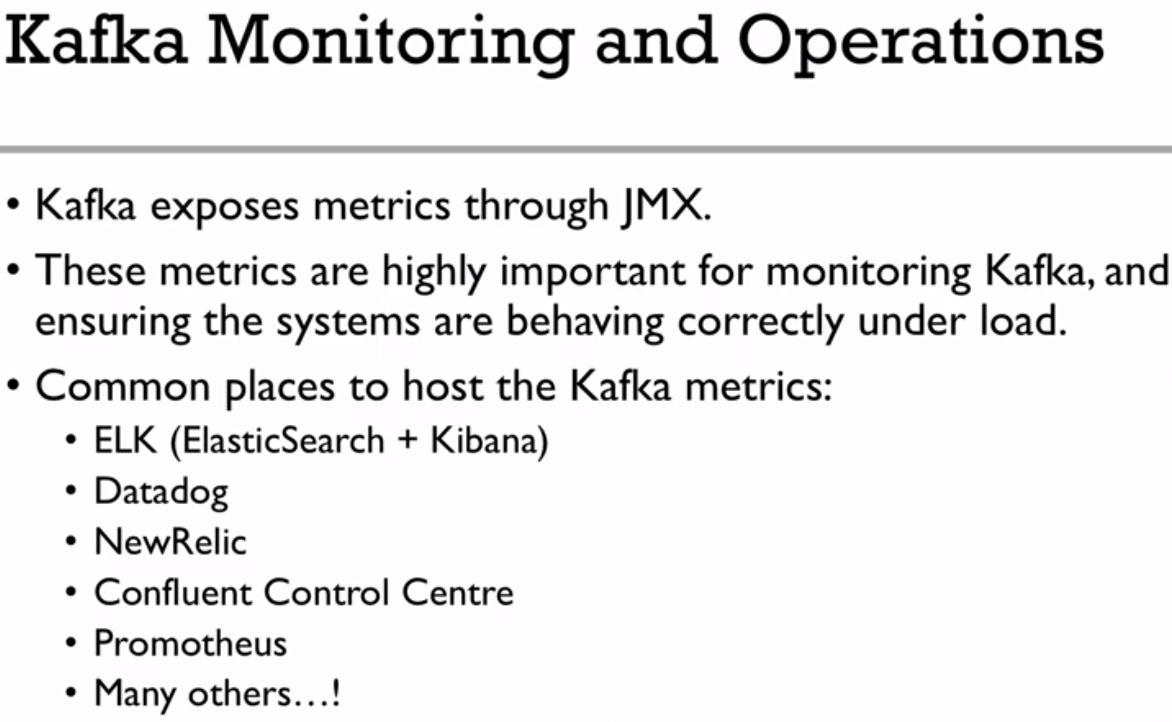 Kafka Monitoring and Operations
• Kafka exposes metrics through JMX.
• These metrics are highly important for monitoring Kafka, and
ensuring the systems are behaving correctly under load.
• Common places to host the Kafka metrics:
• ELK (ElasticSearch + Kibana)
• Datadog
• NewRelic
• Confluent Control Centre
• Promotheus
• Many others...!